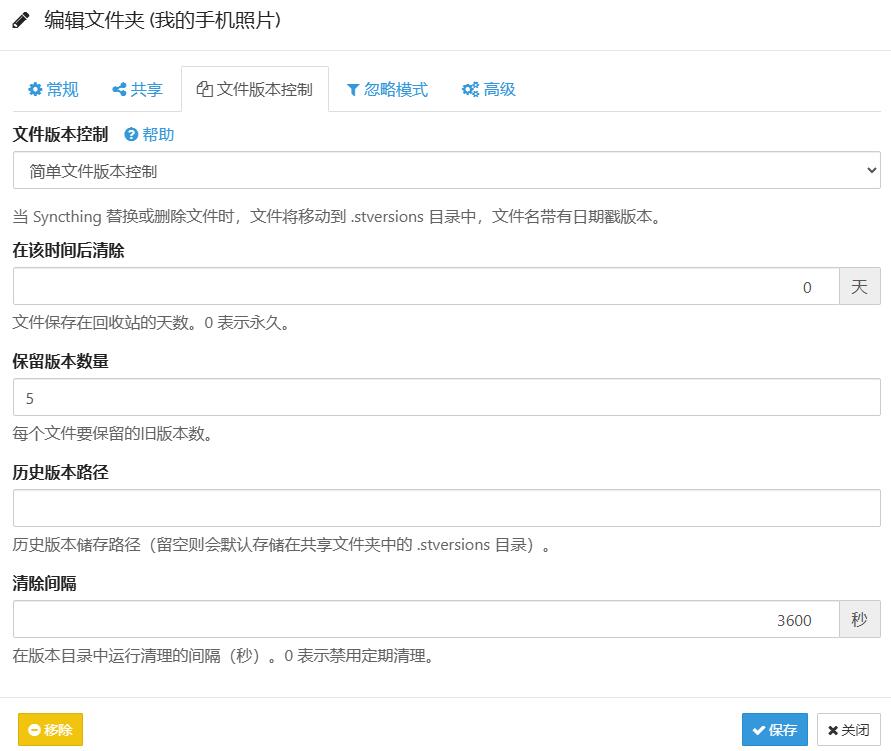 编辑文件夹 (我的手机照片)
常规 共享 文件版本控制 忽略模式 高级
文件版本控制 帮助
简单文件版本控制
当 Syncthing 替换或删除文件时，文件将移动到 .stversions 目录中，文件名带有日期戳版本。
在该时间后清除
0 天
文件保存在回收站的天数。0 表示永久。
保留版本数量
5
每个文件要保留的旧版本数。
历史版本路径
历史版本储存路径（留空则会默认存储在共享文件夹中的 .stversions 目录）。
清除间隔
3600 秒
在版本目录中运行清理的间隔（秒）。0 表示禁用定期清理。
移除 保存 关闭